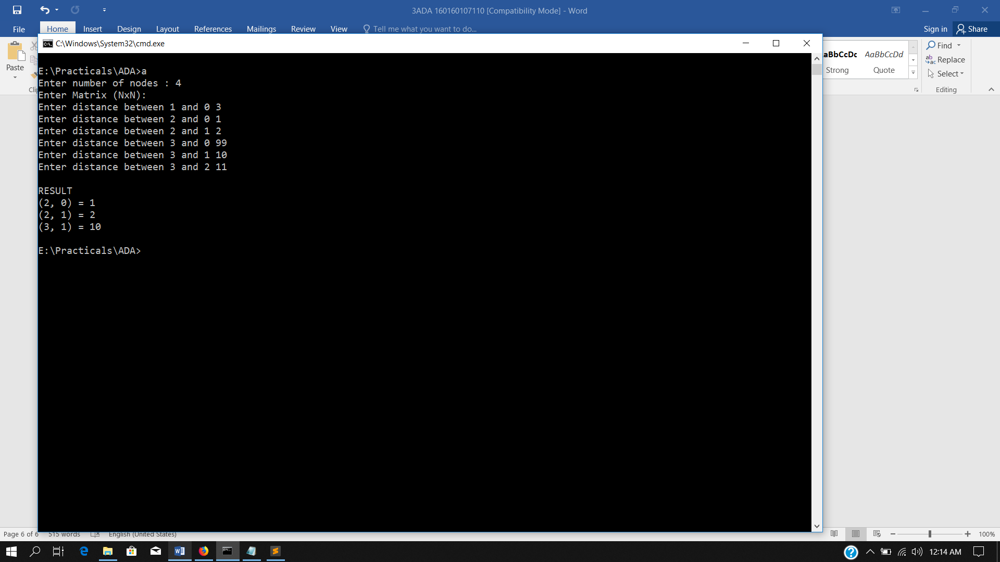 3ADA 160160107110 [Compatibility Mode] - Word
File Home Insert Design Layout References Mailings Review View Tell me what you want to do... Sign in Share
C:\Windows\System32\cmd.exe
Paste
E:\Practicals\ADA>a
Enter number of nodes : 4
Enter Matrix (NxN):
Enter distance between 1 and 0 3
Enter distance between 2 and 0 1
Enter distance between 2 and 1 2
Enter distance between 3 and 0 99
Enter distance between 3 and 1 10
Enter distance between 3 and 2 11
RESULT
(2, 0) = 1
(2, 1) = 2
(3, 1) = 10
E:\Practicals\ADA>
aBbCcDc AaBbCcDd
Strong Quote
Find
Replace
Select
Editing
Page 6 of 6 515 words English (United States) 100%
12:14 AM